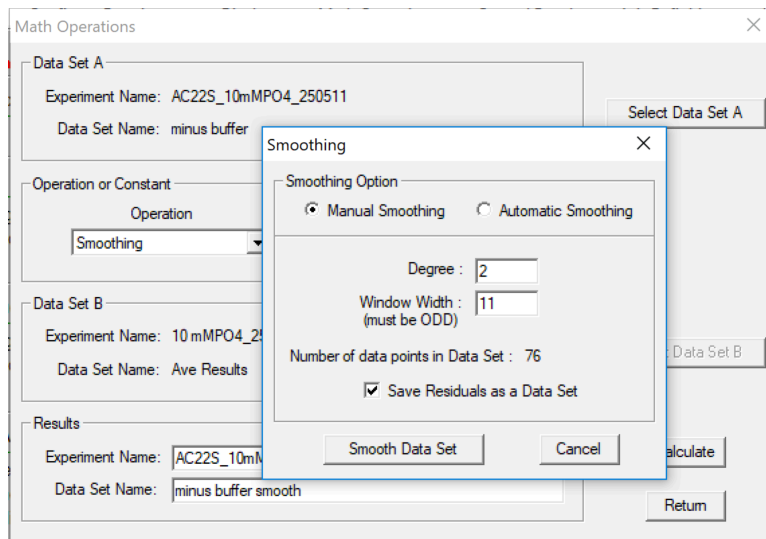 Math Operations
Data Set A
Experiment Name: AC22S_10mMPO4_250511
Data Set Name: minus buffer
Select Data Set A
Operation or Constant
Operation
Smoothing
Data Set B
Experiment Name: 10 mMPO4_25
Data Set Name: Ave Results
Data Set B
Results
Experiment Name: AC22S_10mM
Data Set Name: minus buffer smooth
alculate
Return
Smoothing
Smoothing Option
Manual Smoothing Automatic Smoothing
Degree : 2
Window Width : 11
(must be ODD)
Number of data points in Data Set : 76
Save Residuals as a Data Set
Smooth Data Set Cancel